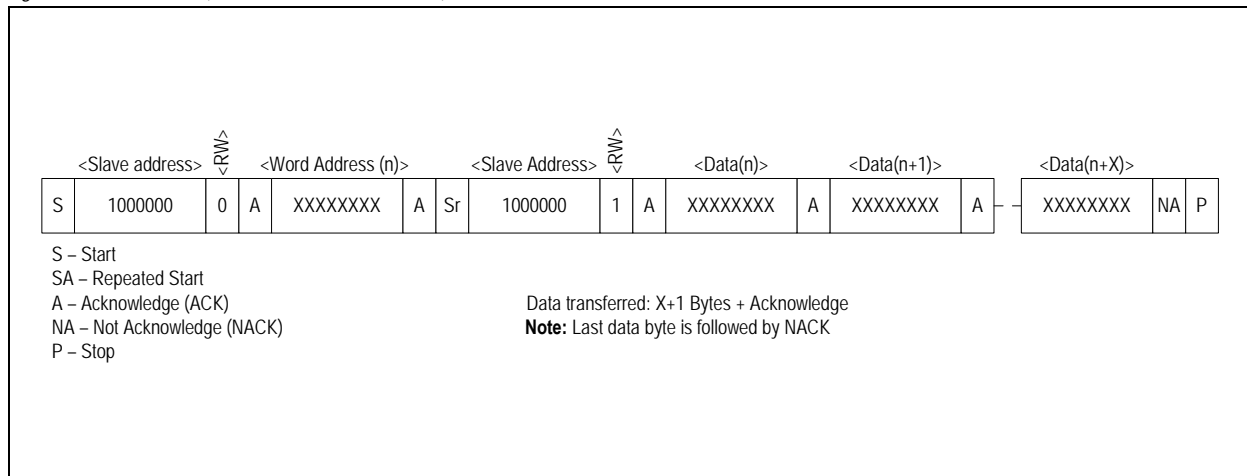 <Slave address> <RW> <Word Address (n)> <Slave Address> <RW> <Data(n)> <Data(n+1)> <Data(n+X)>
S 1000000 0 A XXXXXXXX A Sr 1000000 1 A XXXXXXXX A XXXXXXXX A XXXXXXXX NA P
S – Start
SA – Repeated Start
A – Acknowledge (ACK)
NA – Not Acknowledge (NACK)
P – Stop
Data transferred: X+1 Bytes + Acknowledge
Note: Last data byte is followed by NACK